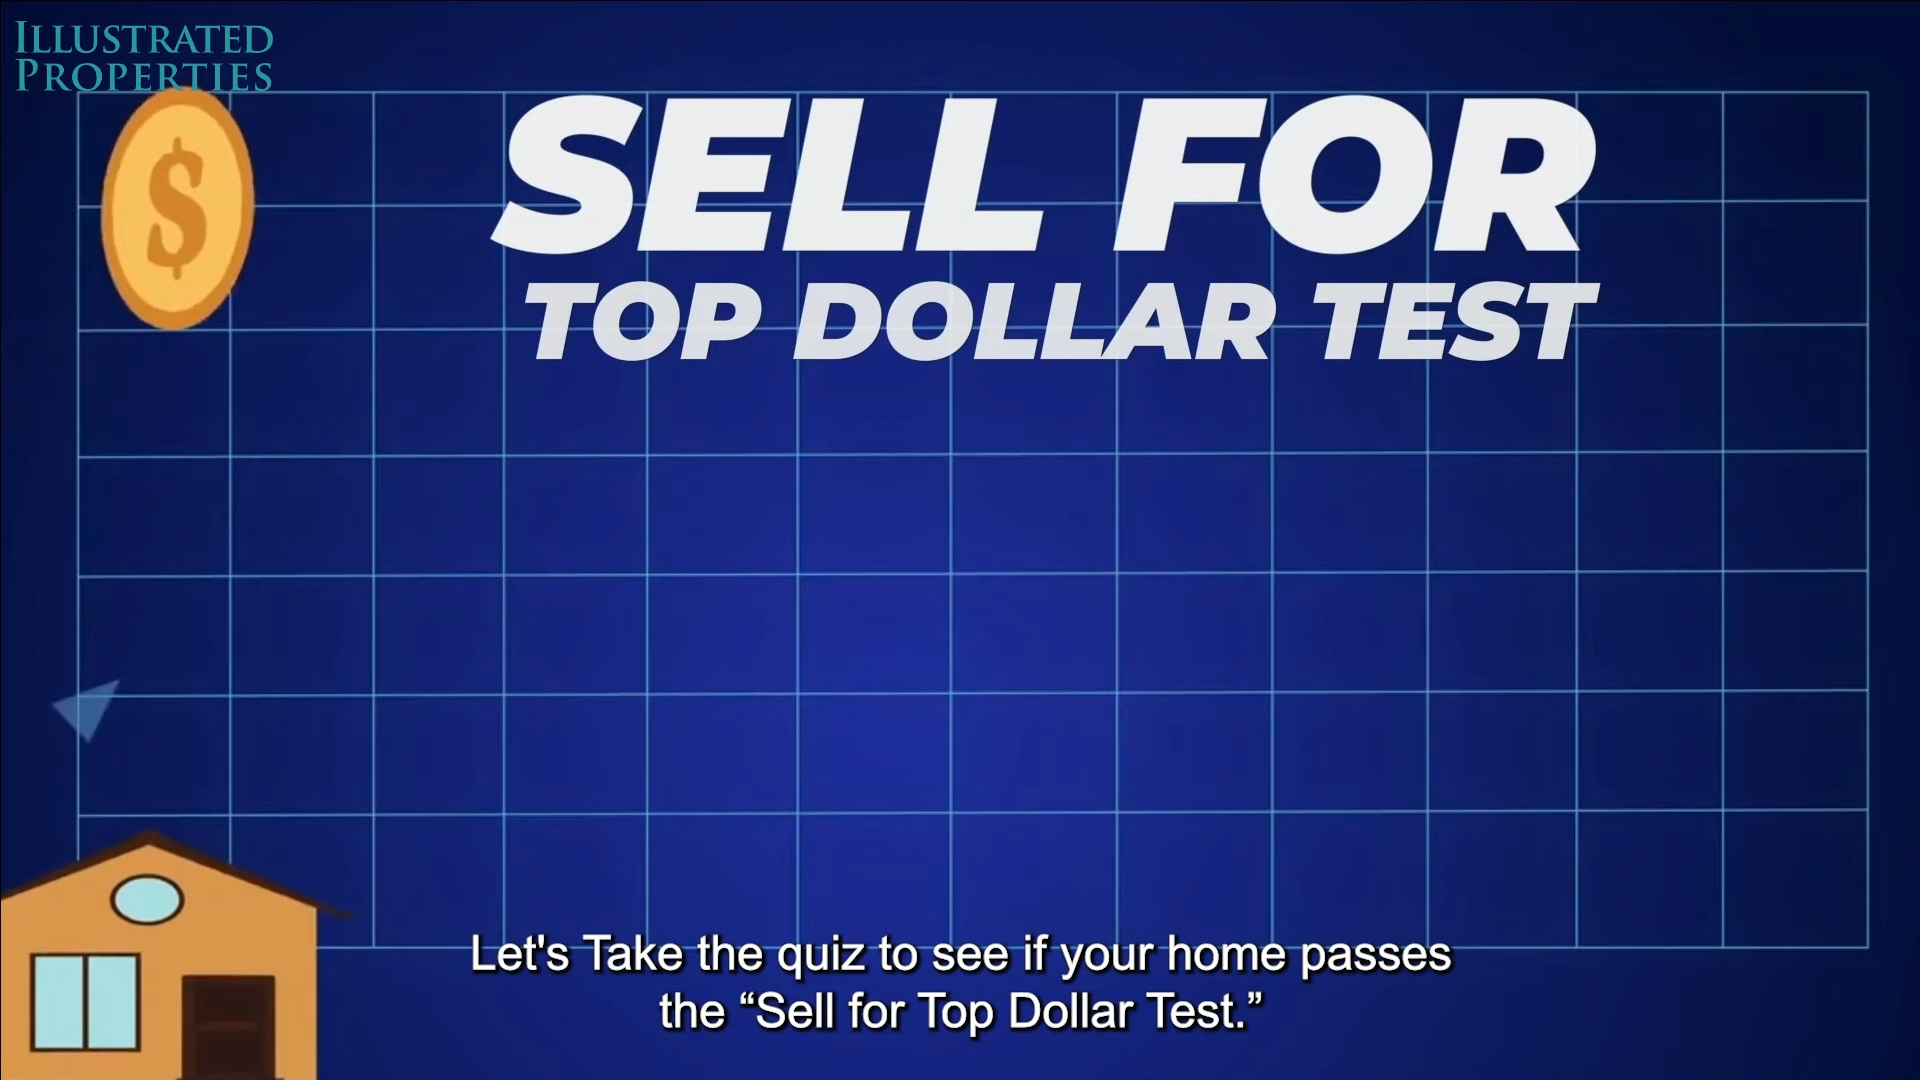 ILLUSTRATED
PROPERTIES
$
SELL FOR
TOP DOLLAR TEST
Let's Take the quiz to see if your home passes
the “Sell for Top Dollar Test.”